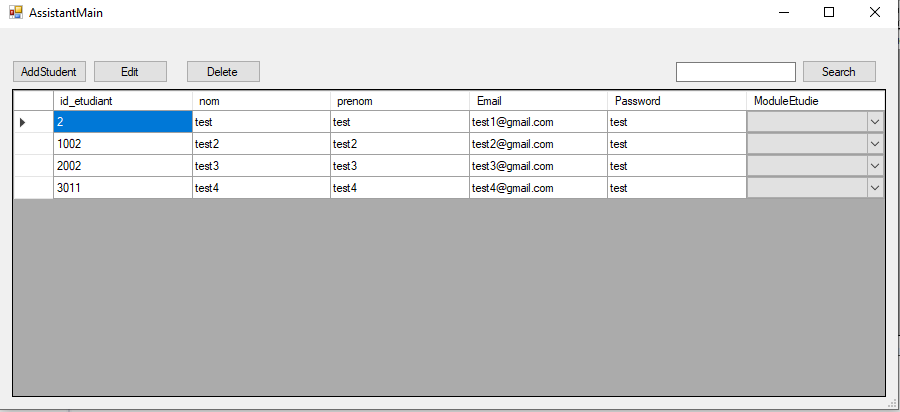 AssistantMain
AddStudent Edit Delete Search
id_etudiant nom prenom Email Password ModuleEtudie
2 test test test1@gmail.com test
1002 test2 test2 test2@gmail.com test
2002 test3 test3 test3@gmail.com test
3011 test4 test4 test4@gmail.com test